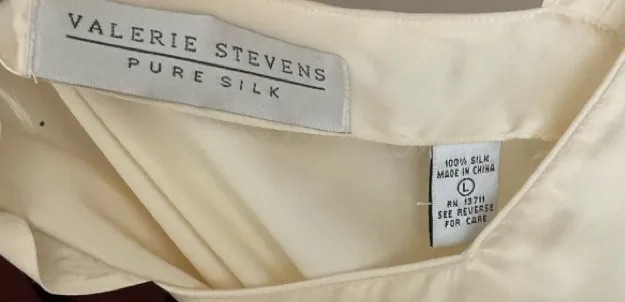 VALERIE STEVENS
PURE SILK
100% SILK
MADE IN CHINA
L
RN 13711
SEE REVERSE
FOR CARE